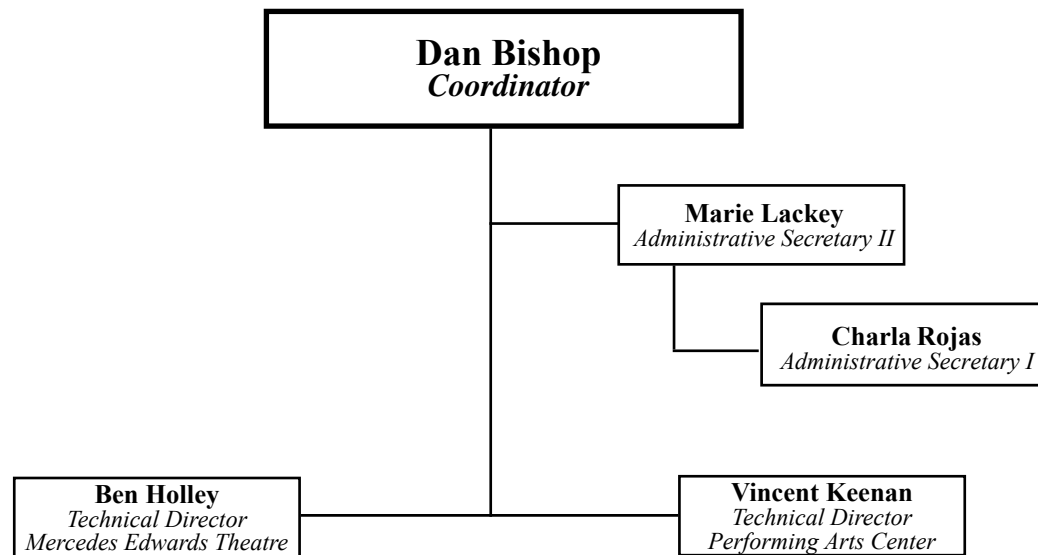 Dan Bishop
Coordinator
Marie Lackey
Administrative Secretary II
Charla Rojas
Administrative Secretary I
Ben Holley
Technical Director
Mercedes Edwards Theatre
Vincent Keenan
Technical Director
Performing Arts Center